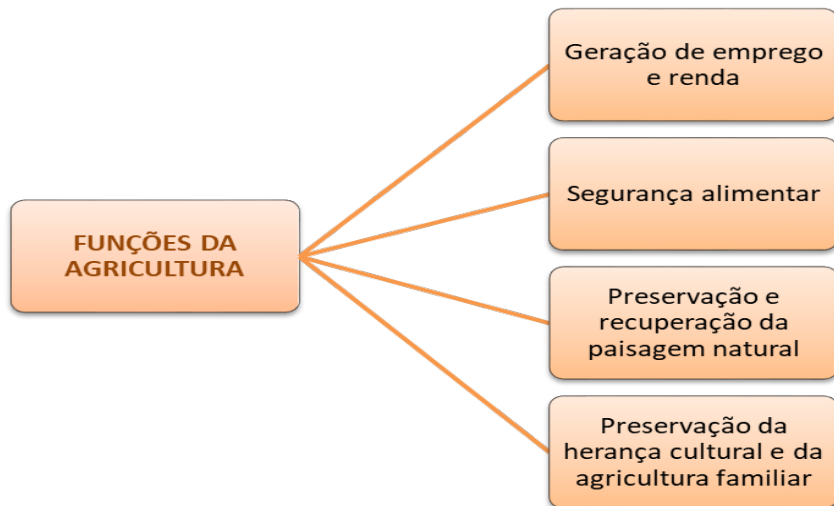 FUNÇÕES DA
AGRICULTURA
Geração de emprego
e renda
Segurança alimentar
Preservação e
recuperação da
paisagem natural
Preservação da
herança cultural e da
agricultura familiar